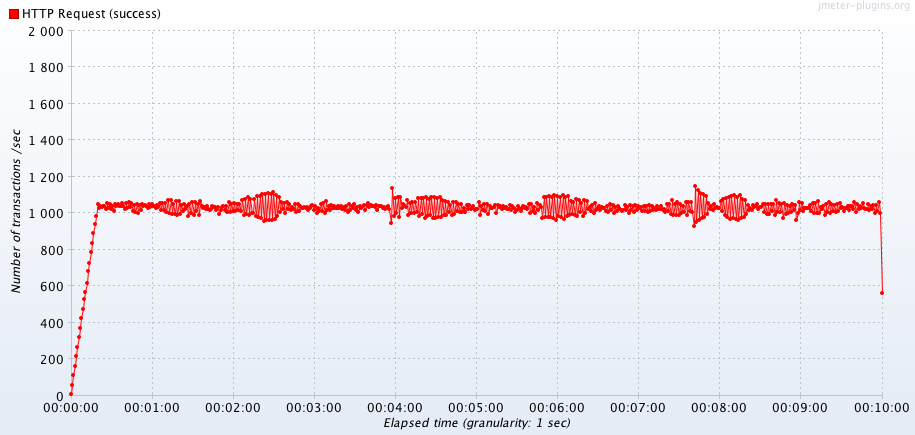 jmeter-plugins.org
HTTP Request (success)
2 000
1 800
1 600
1 400
1 200
1 000
800
600
400
200
0
Number of transactions /sec
00:00:00 00:01:00 00:02:00 00:03:00 00:04:00 00:05:00 00:06:00 00:07:00 00:08:00 00:09:00 00:10:00
Elapsed time (granularity: 1 sec)